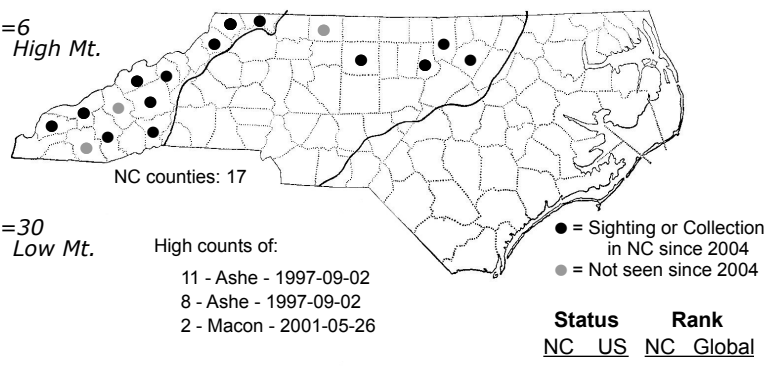 =6
High Mt.
NC counties: 17
=30
Low Mt.
High counts of:
11 - Ashe - 1997-09-02
8 - Ashe - 1997-09-02
2 - Macon - 2001-05-26
● = Sighting or Collection
in NC since 2004
● = Not seen since 2004
Status Rank
NC US NC Global